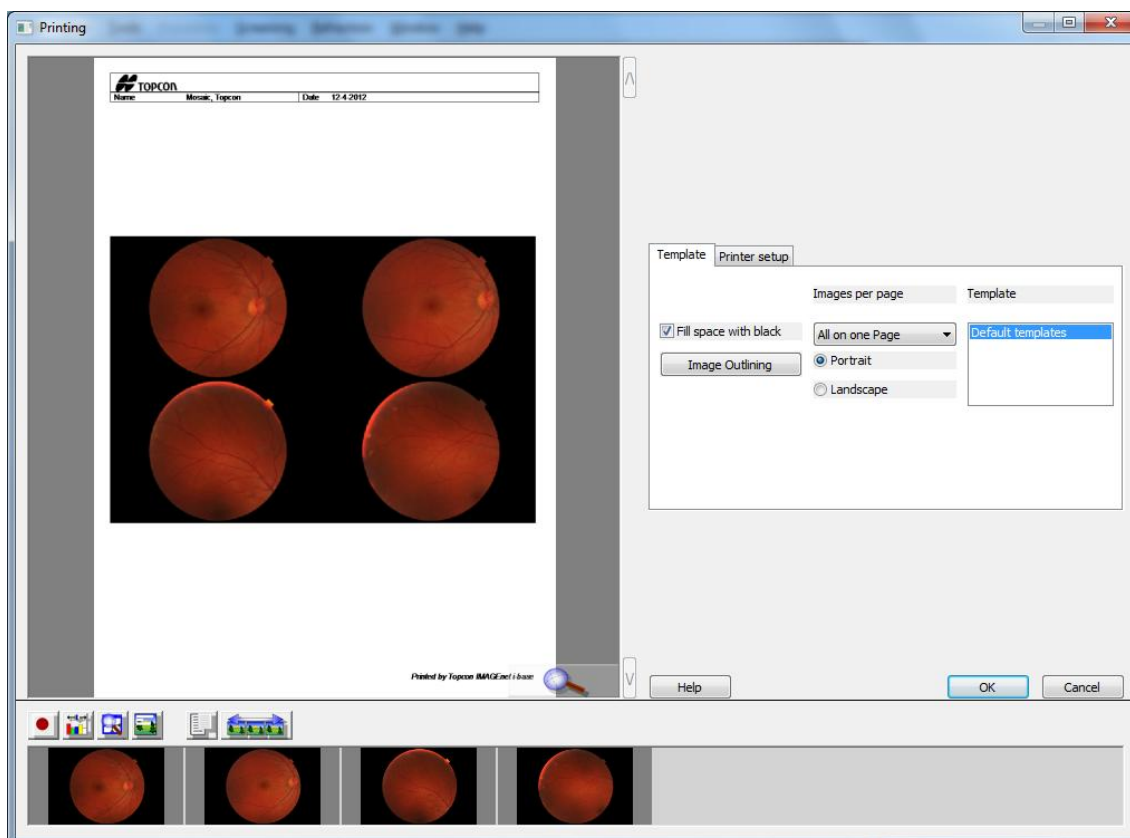 Printing
TOPCON
Name Mosaic, Topcon Date 12-4-2012
Template Printer setup
Images per page Template
Fill space with black All on one Page Default templates
Image Outlining Portrait
Landscape
Printed by Topcon IMAGEnet i-base
Help OK Cancel